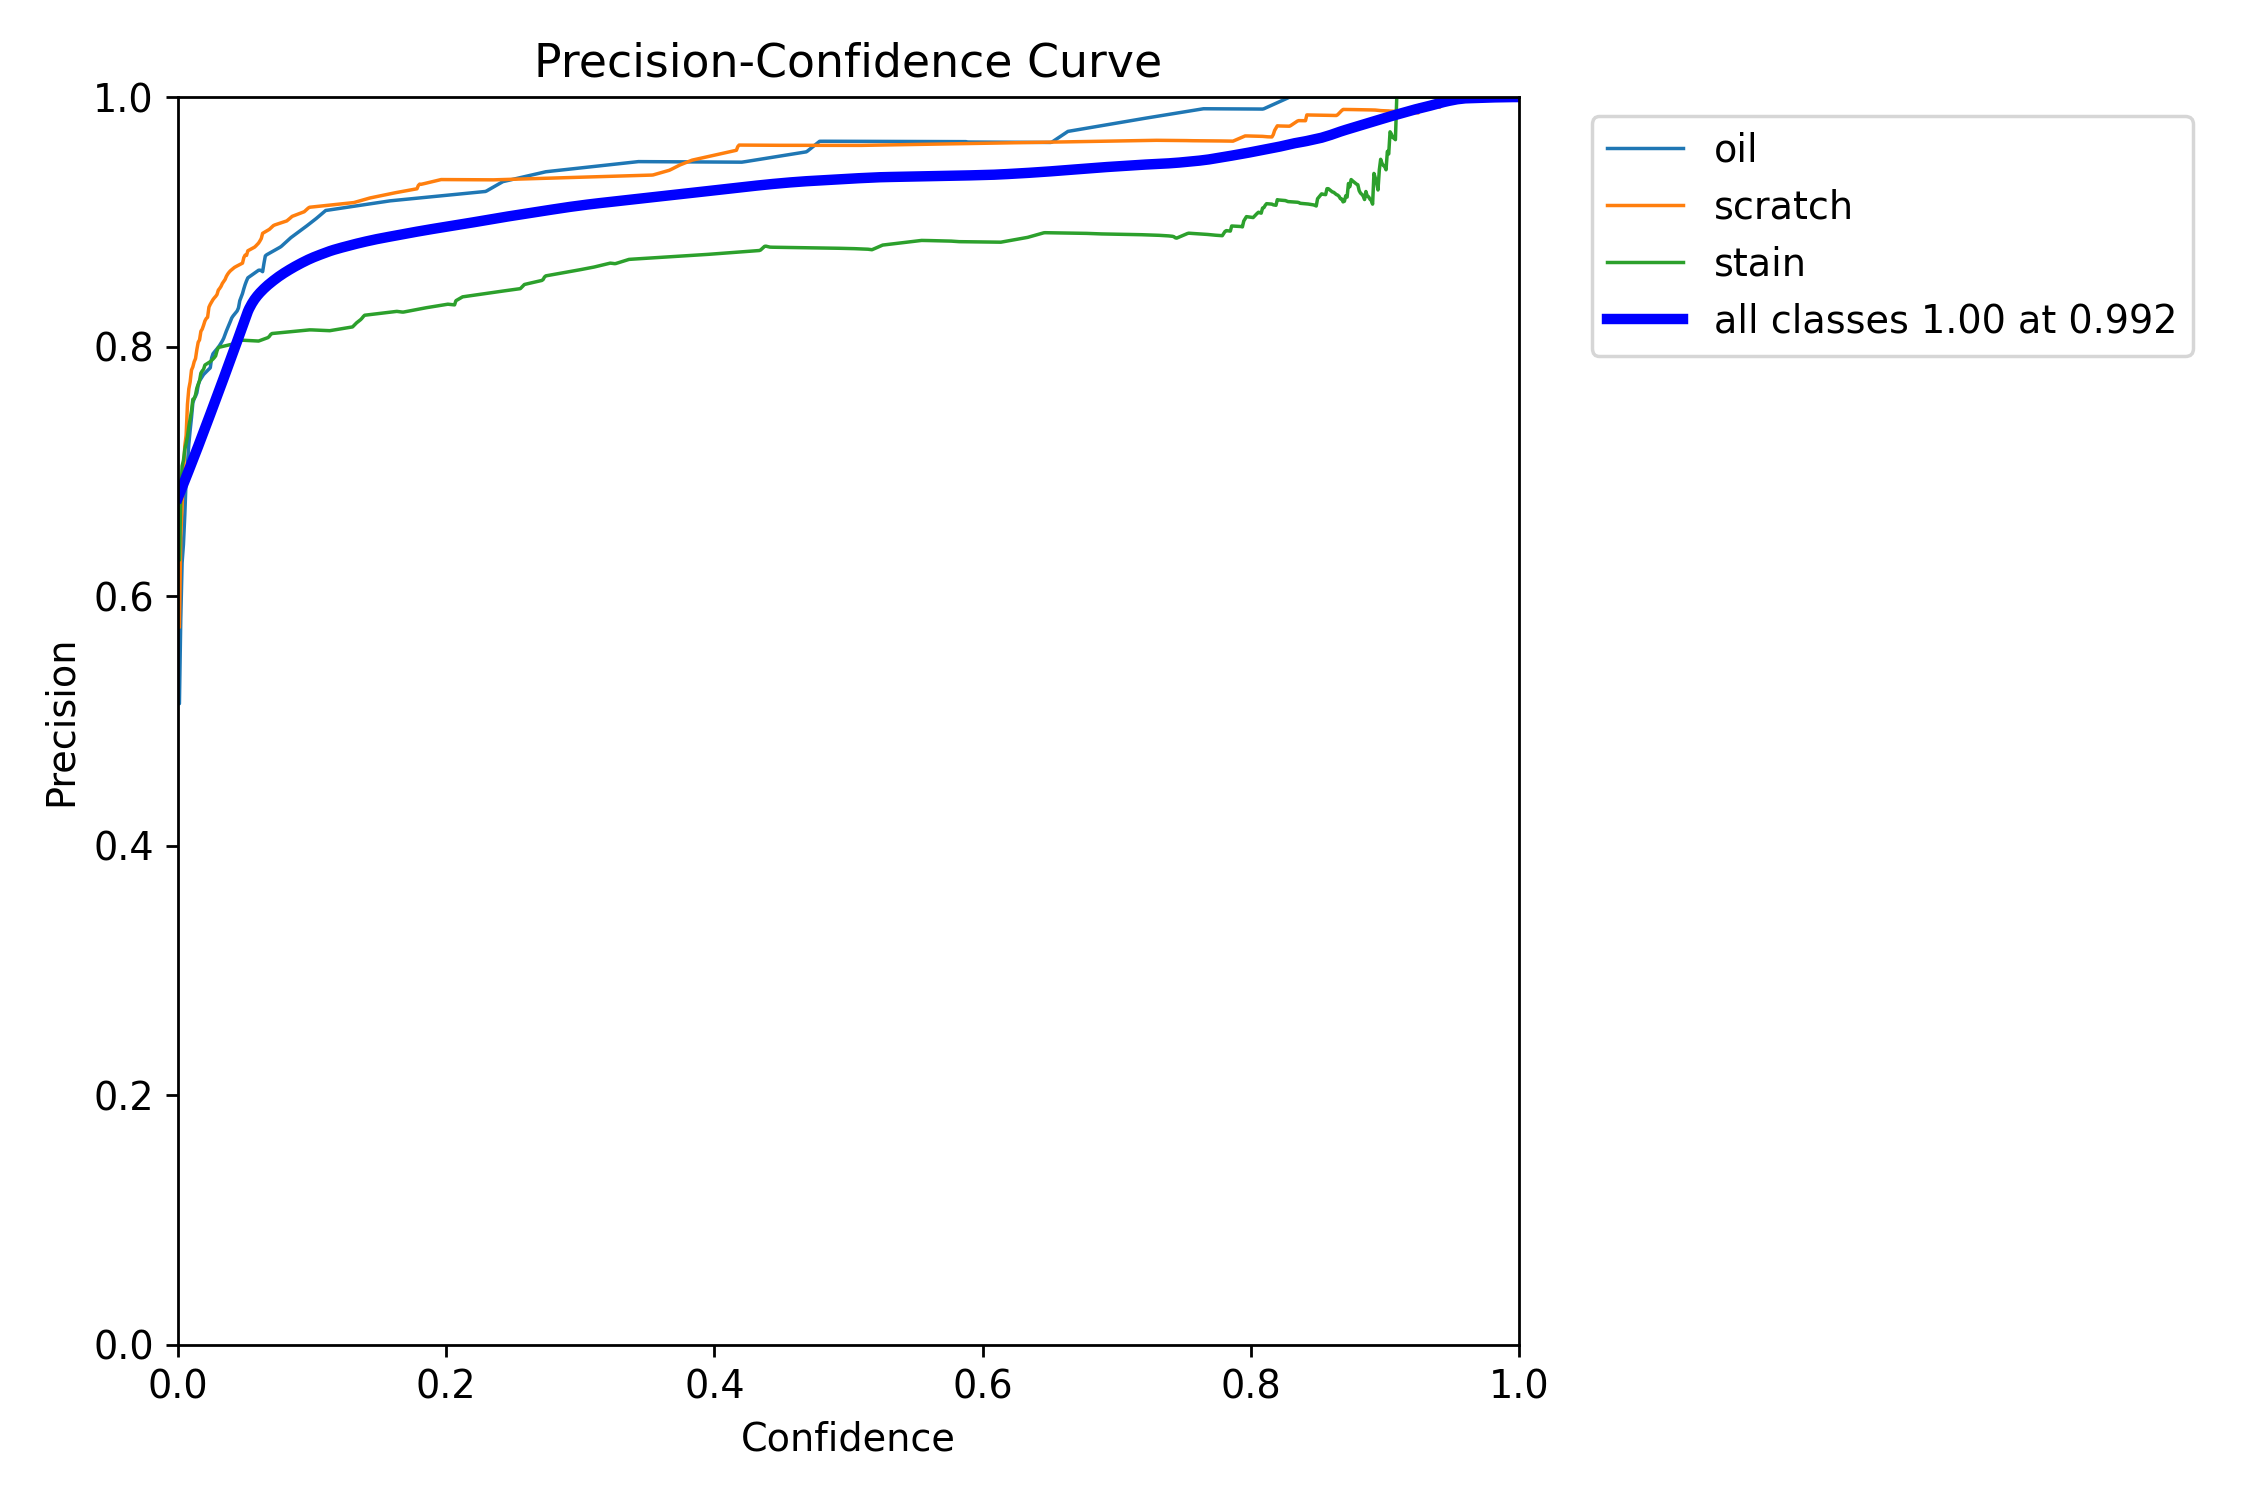 Precision-Confidence Curve
1.0
0.8
0.6
0.4
0.2
0.0
Precision
0.0 0.2 0.4 0.6 0.8 1.0
Confidence
oil
scratch
stain
all classes 1.00 at 0.992